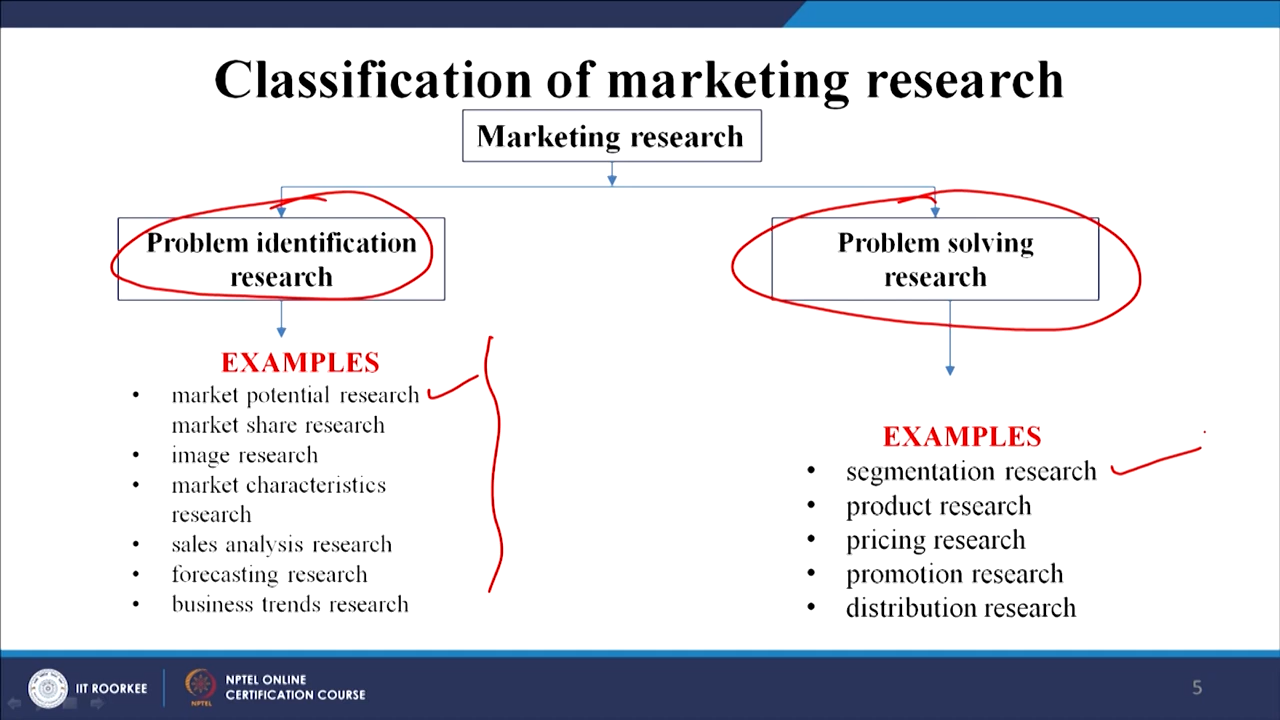 Classification of marketing research
Marketing research
Problem identification
research
Problem solving
research
EXAMPLES
• market potential research
market share research
• image research
• market characteristics
research
• sales analysis research
• forecasting research
• business trends research
EXAMPLES
• segmentation research
• product research
• pricing research
• promotion research
• distribution research
IIT ROORKEE
NPTEL
NPTEL ONLINE
CERTIFICATION COURSE
5